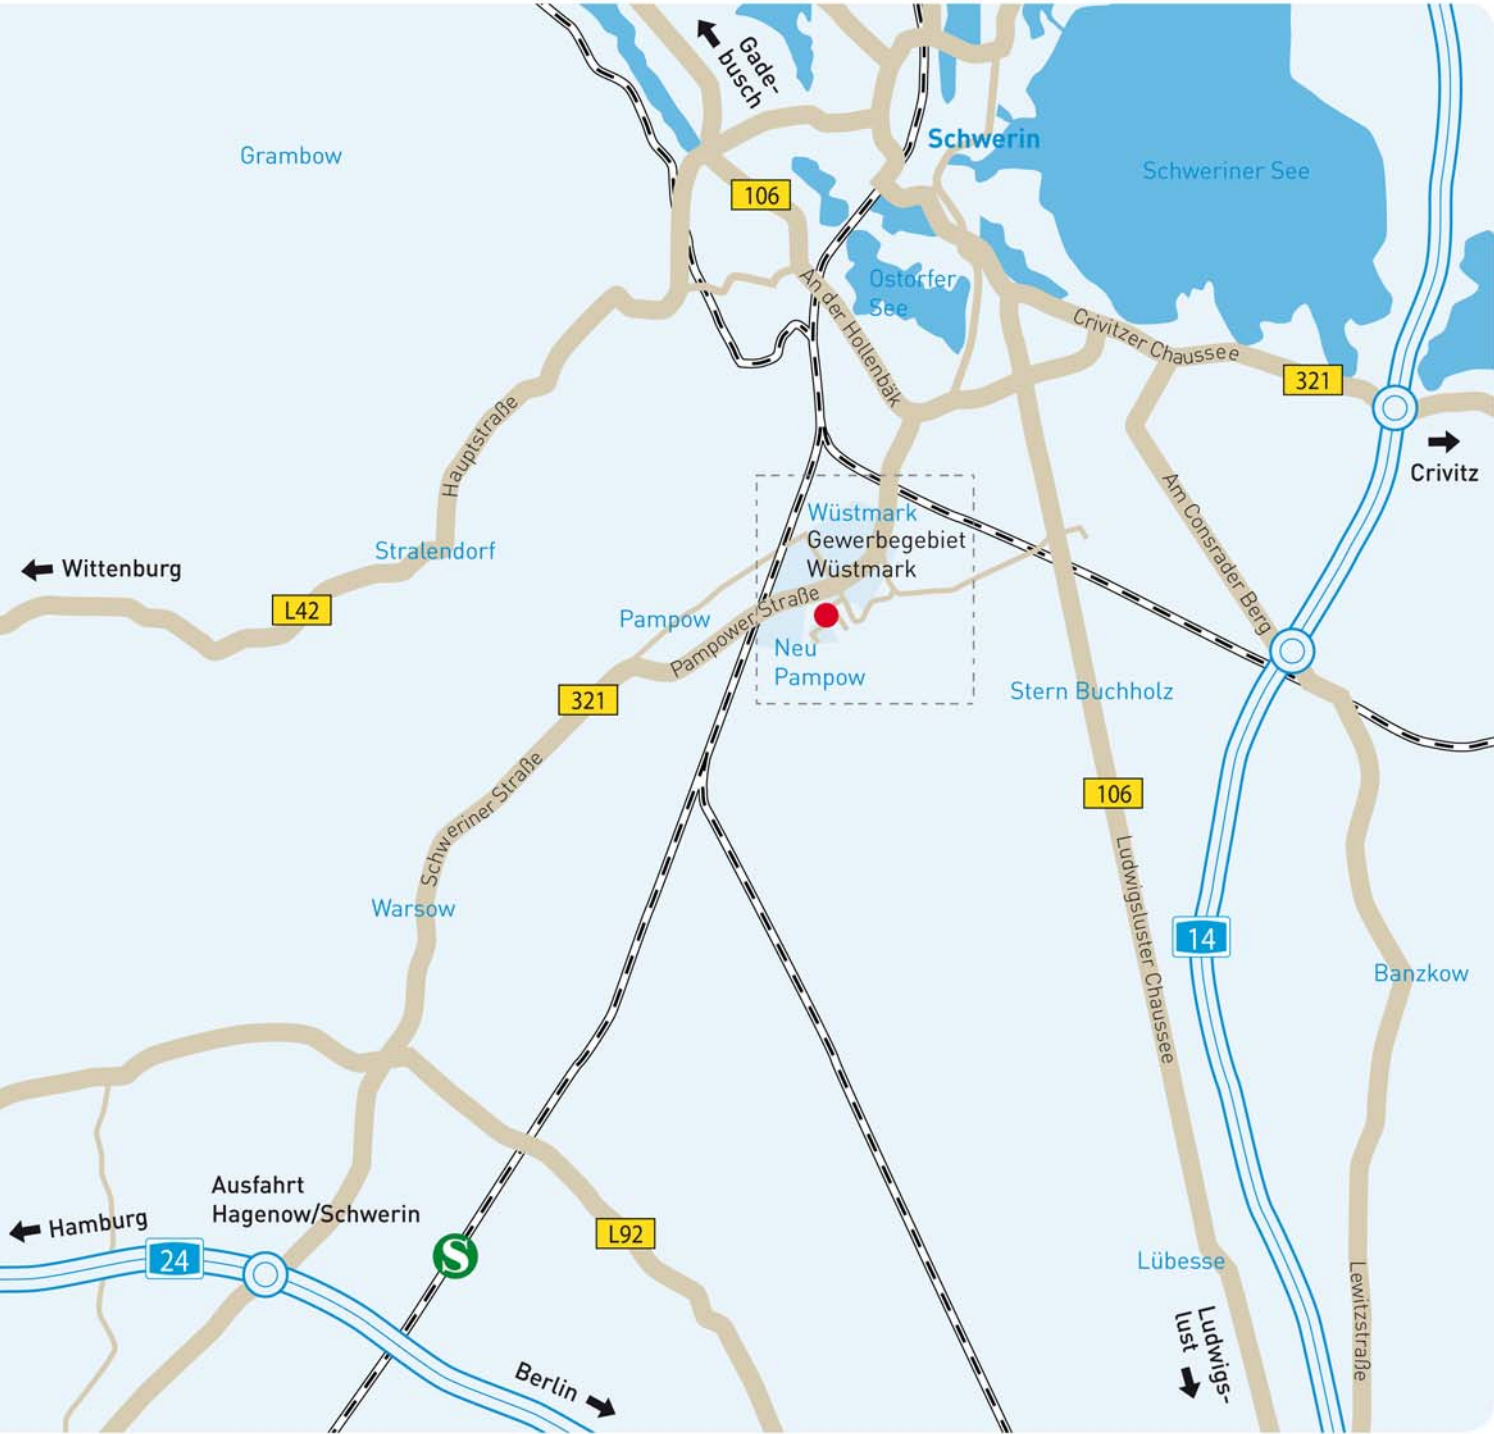 Gade-
busch
Schwerin
Grambow
Schweriner See
106
Ostorfer
See
An der Hollenbäk
Crivitzer Chaussee
321
Crivitz
Hauptstraße
Am Consrader Berg
Wüstmark
Gewerbegebiet
Wüstmark
Stralendorf
Wittenburg
L42
Pampow
Pampower Straße
Neu
Pampow
Stern Buchholz
321
Schweriner Straße
106
Ludwigsluster Chaussee
Warsow
14
Banzkow
Ausfahrt
Hagenow/Schwerin
Hamburg
24
S
L92
Lübesse
Lewitzstraße
Ludwigs-
lust
Berlin